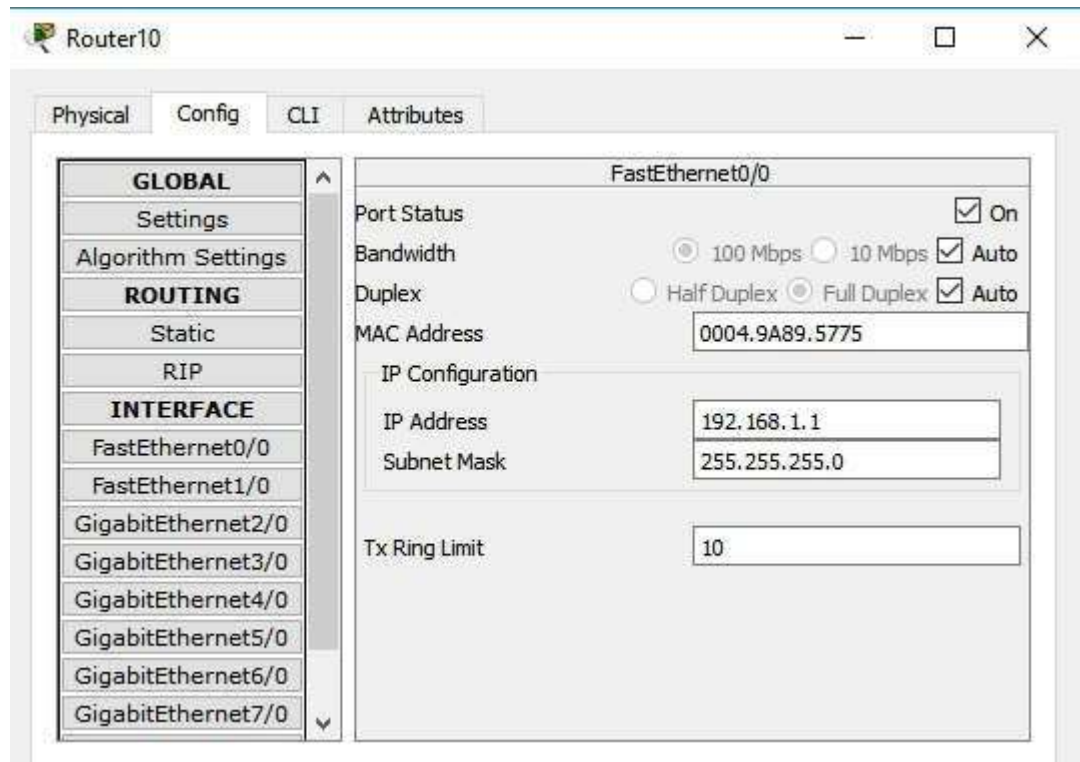 Router10
Physical Config CLI Attributes
GLOBAL
Settings
Algorithm Settings
ROUTING
Static
RIP
INTERFACE
FastEthernet0/0
FastEthernet1/0
GigabitEthernet2/0
GigabitEthernet3/0
GigabitEthernet4/0
GigabitEthernet5/0
GigabitEthernet6/0
GigabitEthernet7/0
FastEthernet0/0
Port Status On
Bandwidth 100 Mbps 10 Mbps Auto
Duplex Half Duplex Full Duplex Auto
MAC Address 0004.9A89.5775
IP Configuration
IP Address 192.168.1.1
Subnet Mask 255.255.255.0
Tx Ring Limit 10